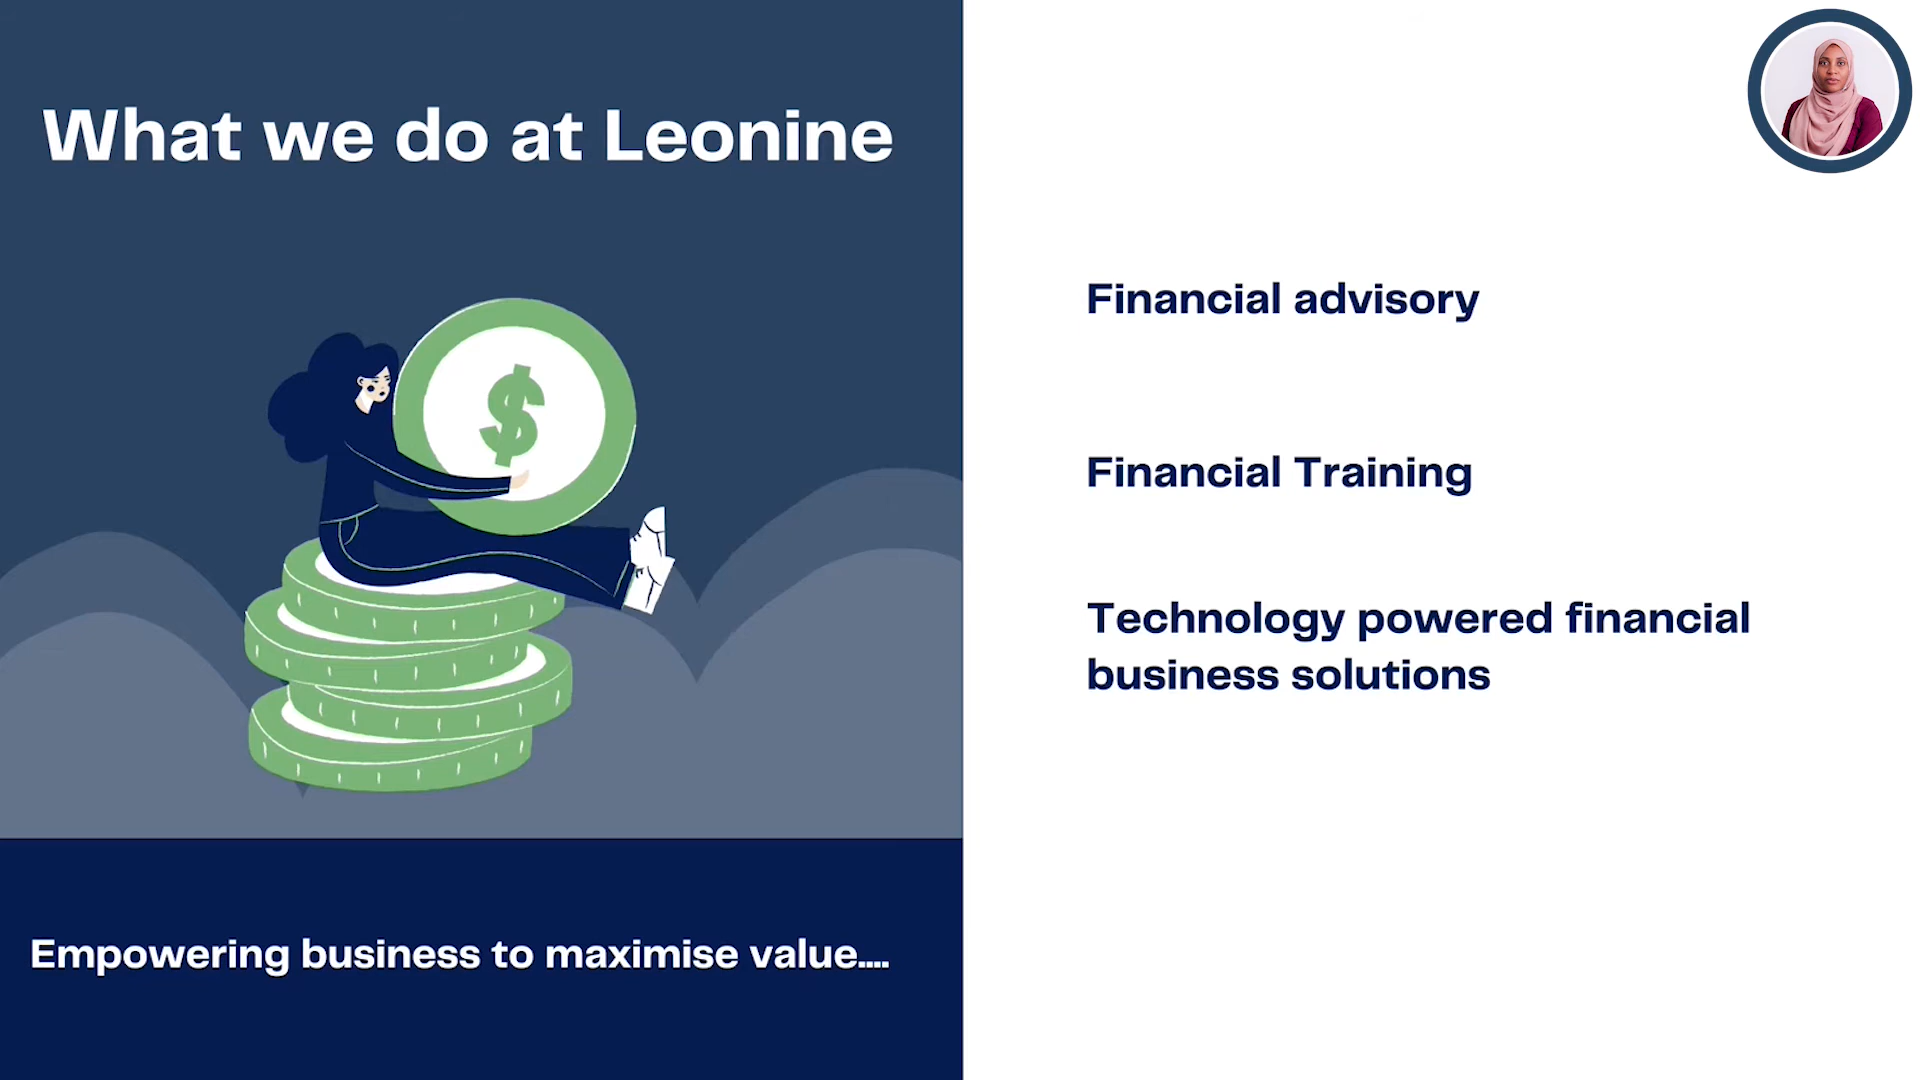 What we do at Leonine
$
Empowering business to maximise value....
Financial advisory
Financial Training
Technology powered financial
business solutions